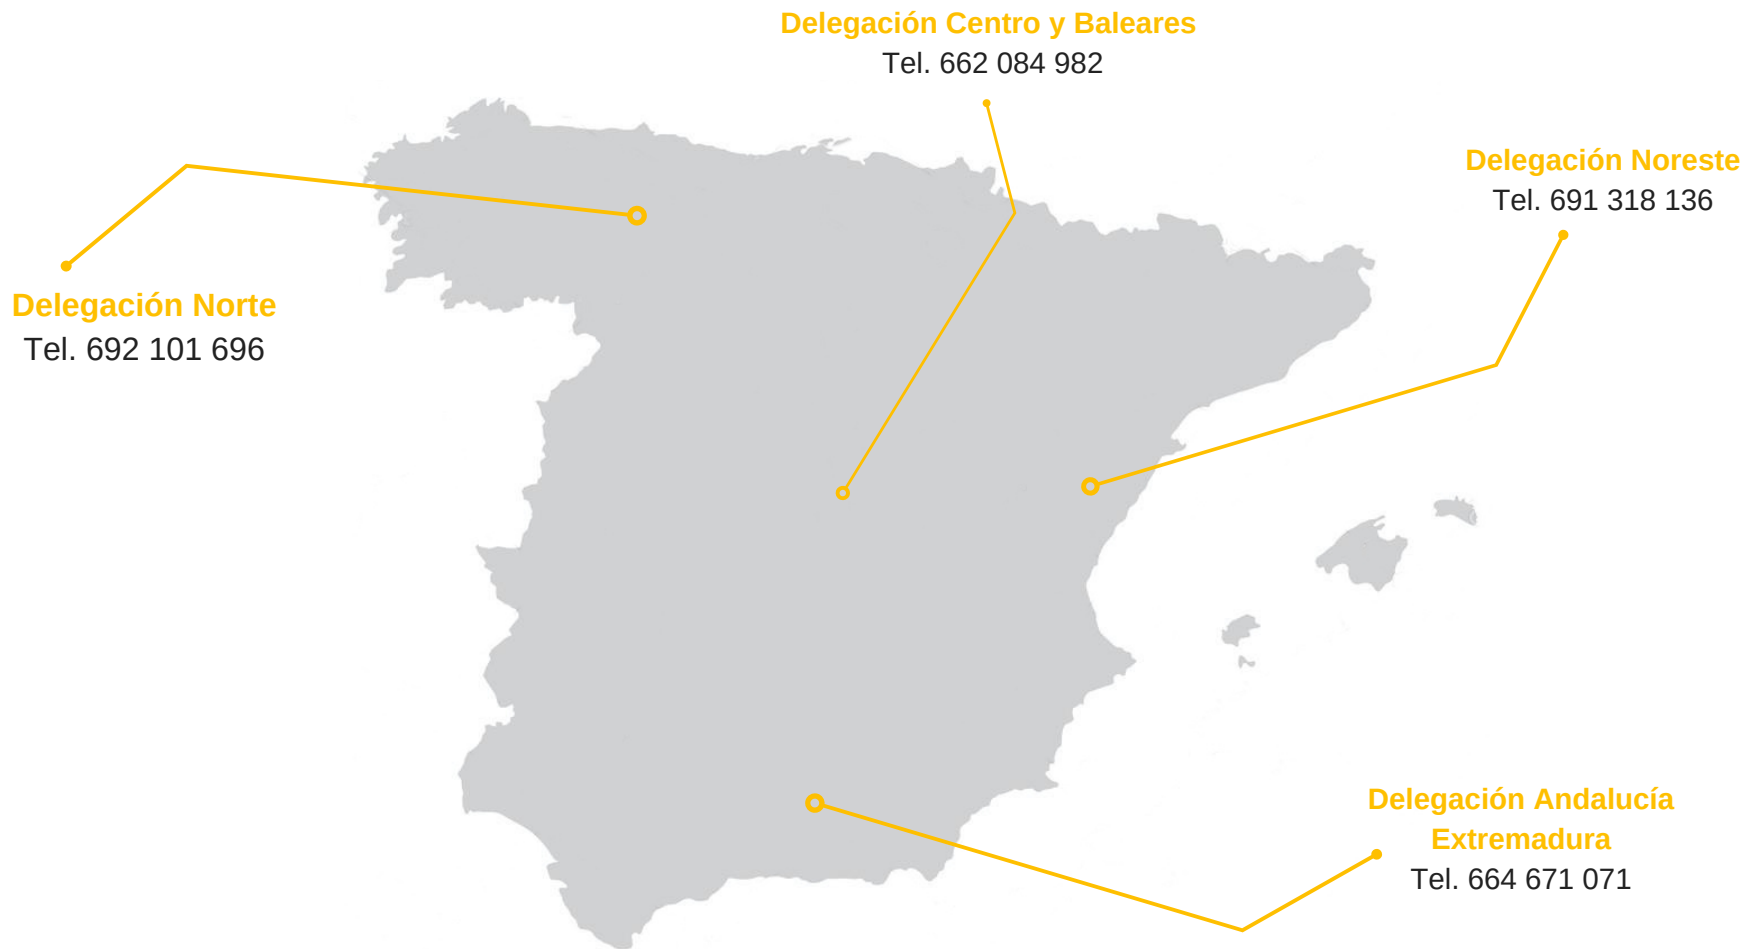 Delegación Centro y Baleares
Tel. 662 084 982
Delegación Noreste
Tel. 691 318 136
Delegación Norte
Tel. 692 101 696
Delegación Andalucía
Extremadura
Tel. 664 671 071